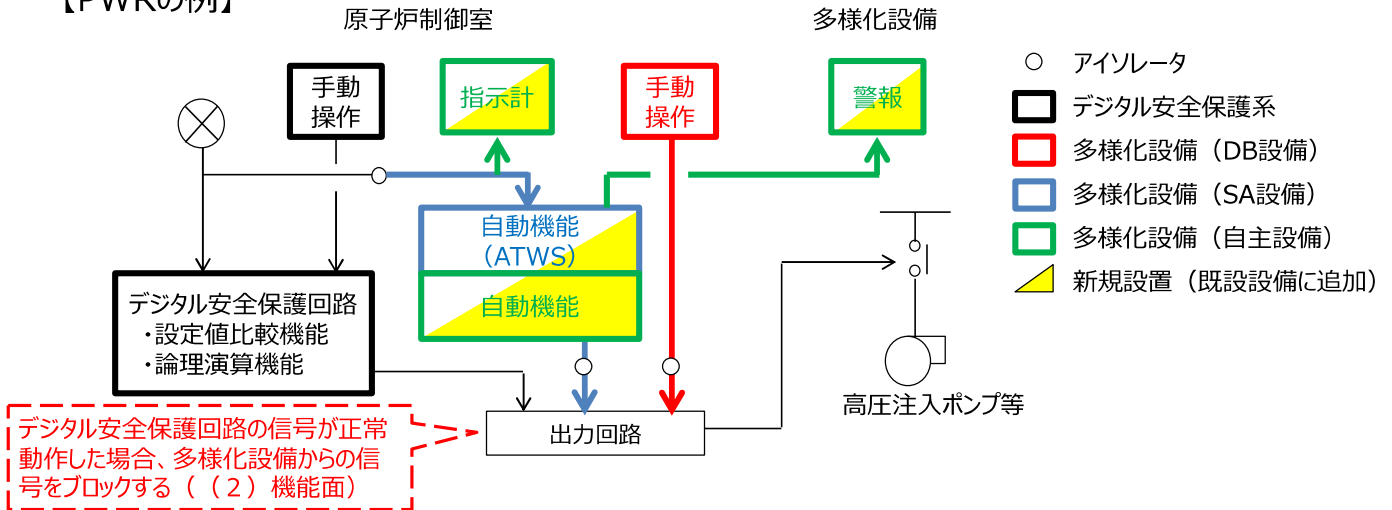 【PWRの例】
原子炉制御室
多様化設備
手動
操作
指示計
手動
操作
警報
アイソレータ
デジタル安全保護系
多様化設備（DB設備）
多様化設備（SA設備）
多様化設備（自主設備）
新規設置（既設設備に追加）
自動機能
（ATWS）
自動機能
デジタル安全保護回路
・設定値比較機能
・論理演算機能
高圧注入ポンプ等
出力回路
デジタル安全保護回路の信号が正常
動作した場合、多様化設備からの信
号をブロックする（（２）機能面）